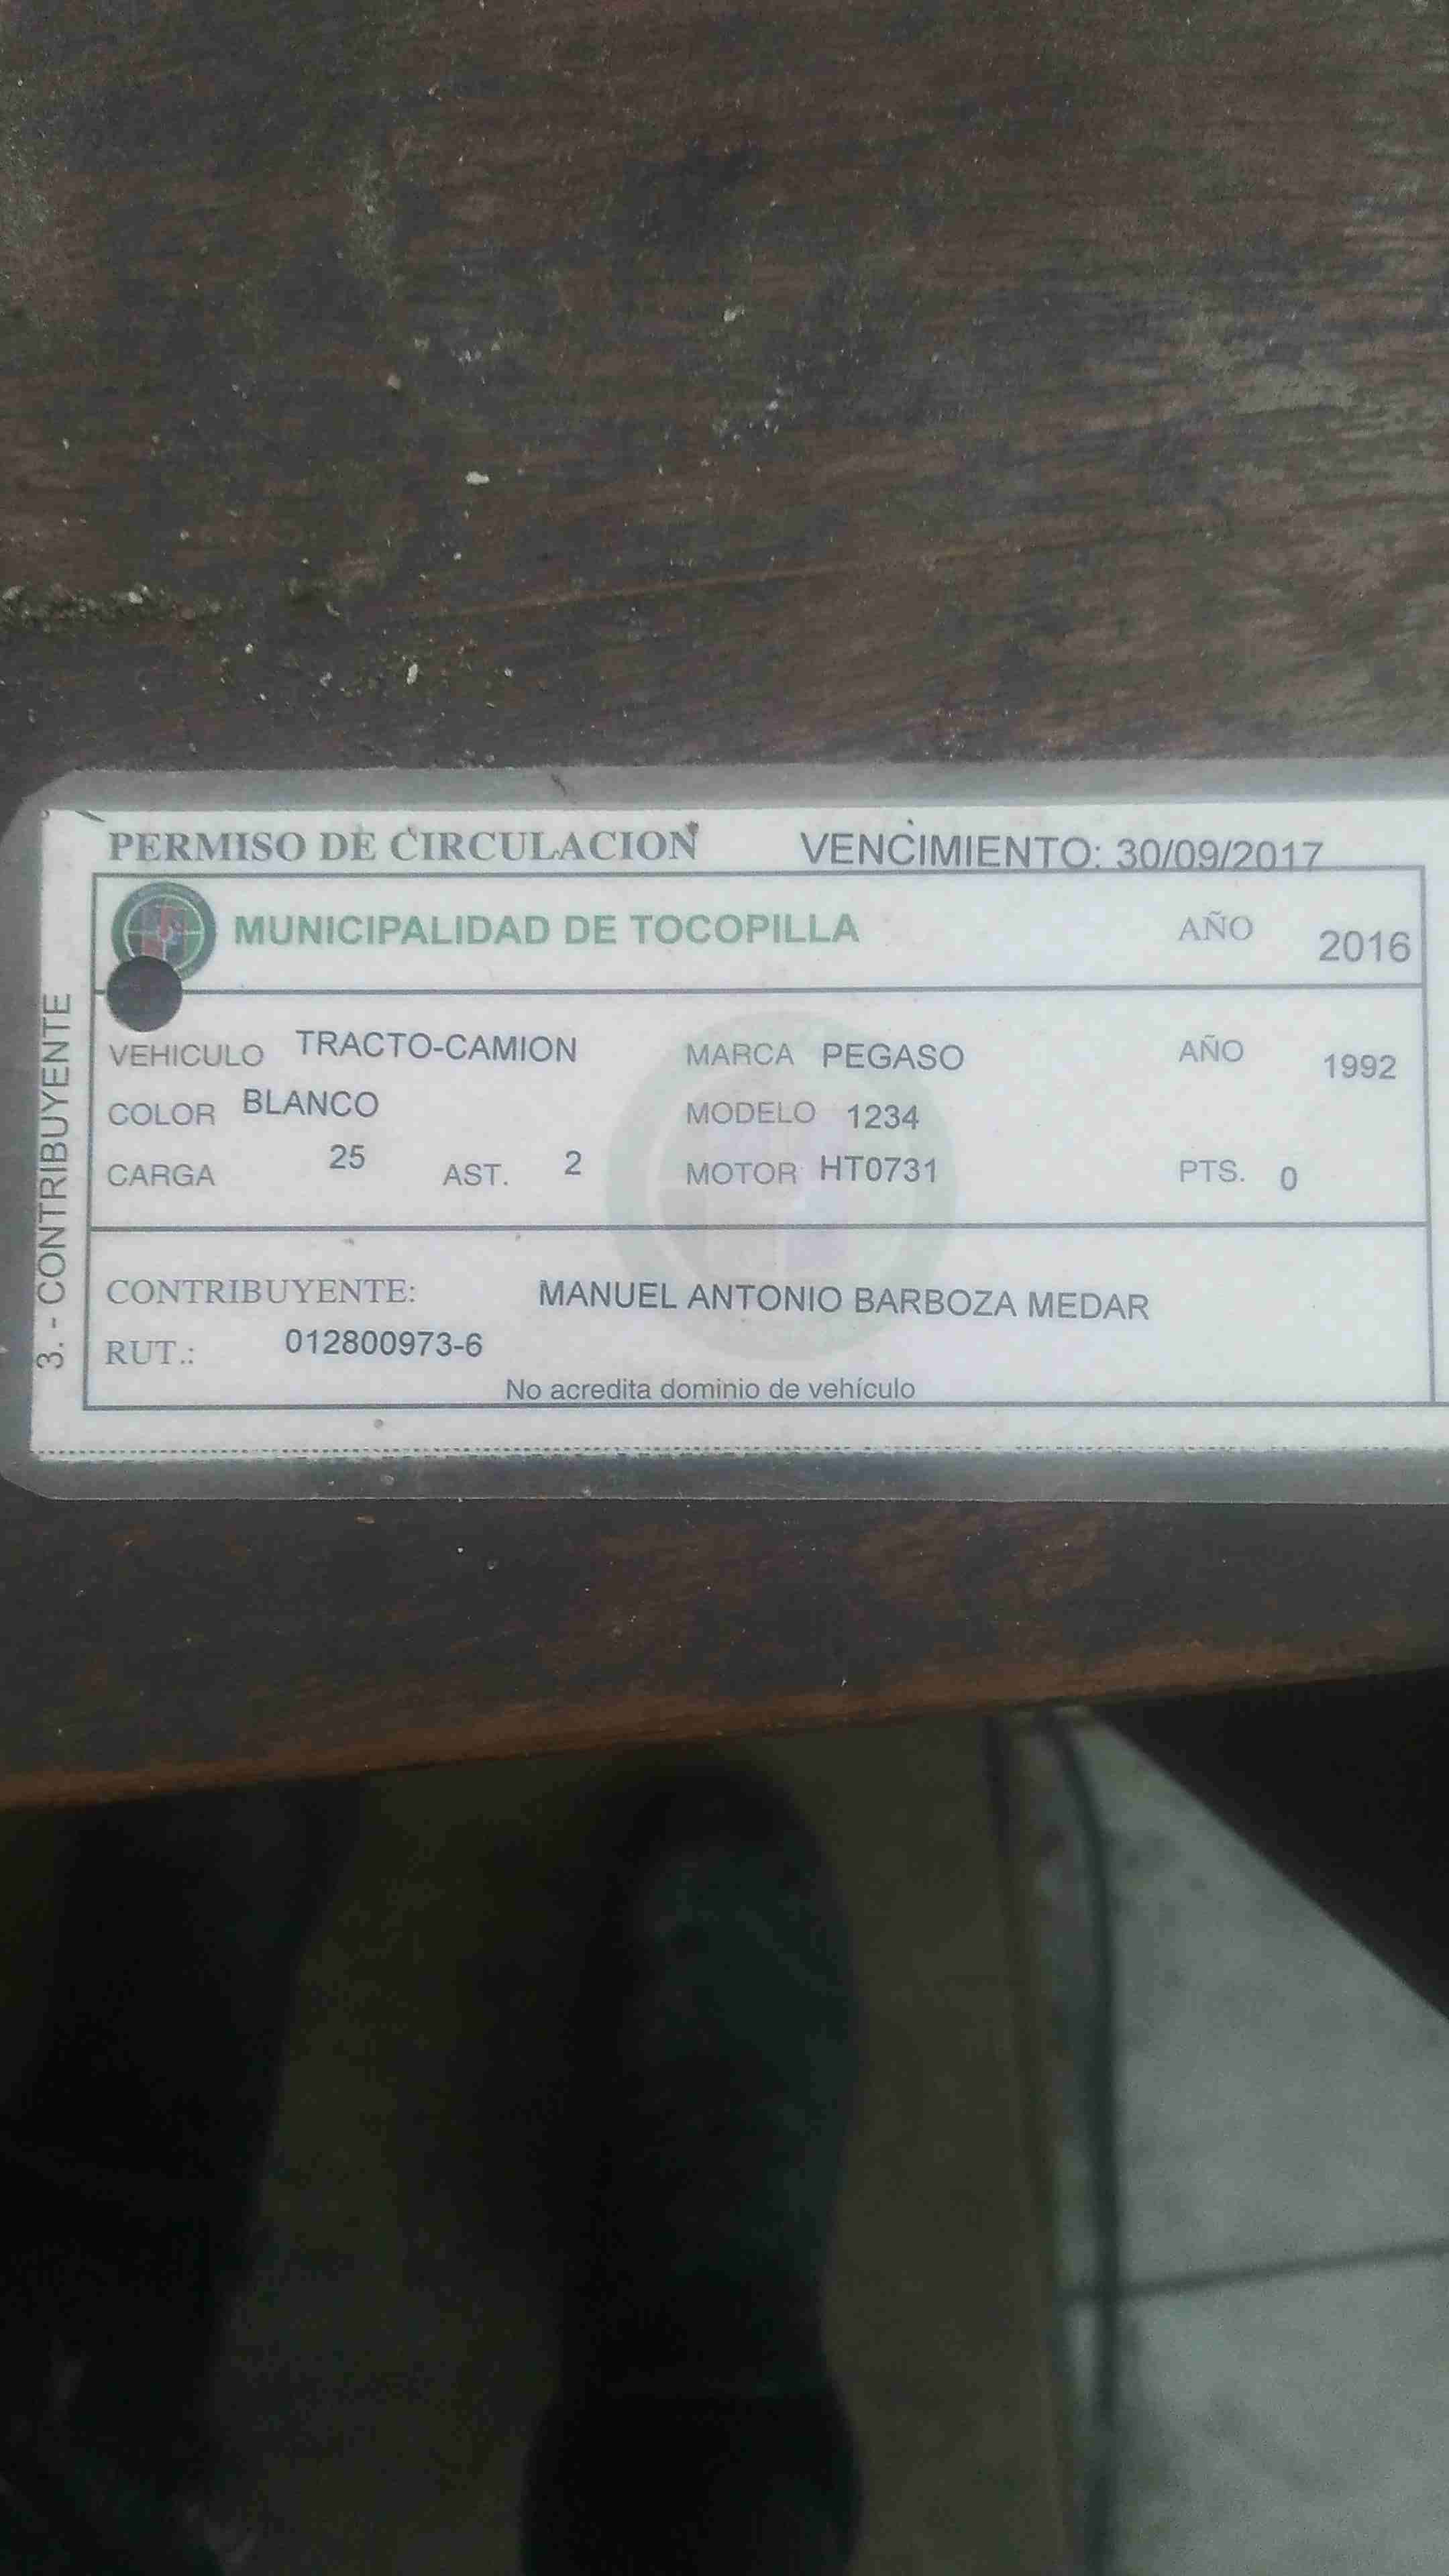 PERMISO DE CIRCULACION VENCIMIENTO: 30/09/2017
MUNICIPALIDAD DE TOCOPILLA AÑO 2016
VEHICULO TRACTO-CAMION MARCA PEGASO AÑO 1992
COLOR BLANCO MODELO 1234
CARGA 25 AST. 2 MOTOR HT0731 PTS. 0
CONTRIBUYENTE: MANUEL ANTONIO BARBOZA MEDAR
RUT.: 012800973-6
No acredita dominio de vehículo
3. - CONTRIBUYENTE